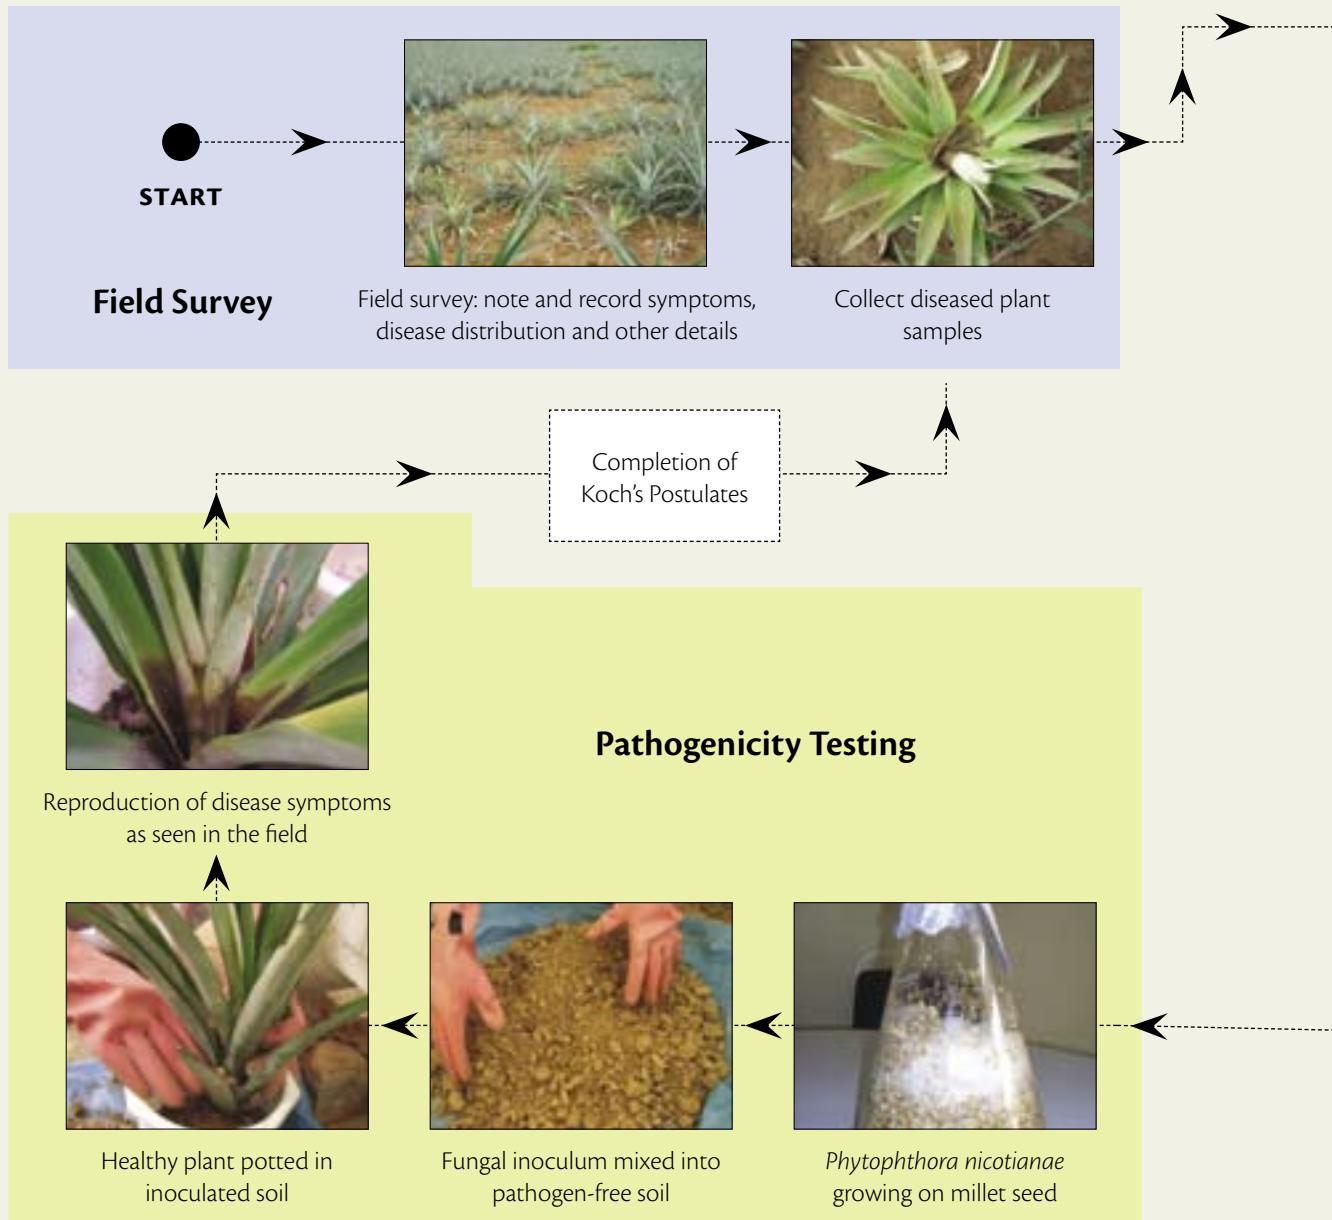 START
Field Survey
Field survey: note and record symptoms,
disease distribution and other details
Collect diseased plant
samples
Completion of
Koch's Postulates
Pathogenicity Testing
Reproduction of disease symptoms
as seen in the field
Healthy plant potted in
inoculated soil
Fungal inoculum mixed into
pathogen-free soil
Phytophthora nicotianae
growing on millet seed